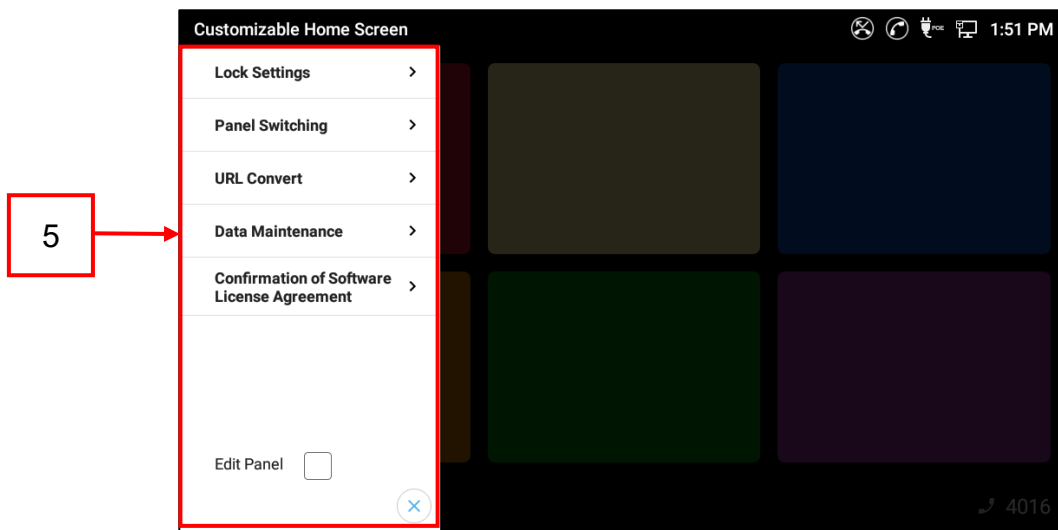 Customizable Home Screen
POE
1:51 PM
Lock Settings
Panel Switching
URL Convert
5
Data Maintenance
Confirmation of Software
License Agreement
Edit Panel
4016